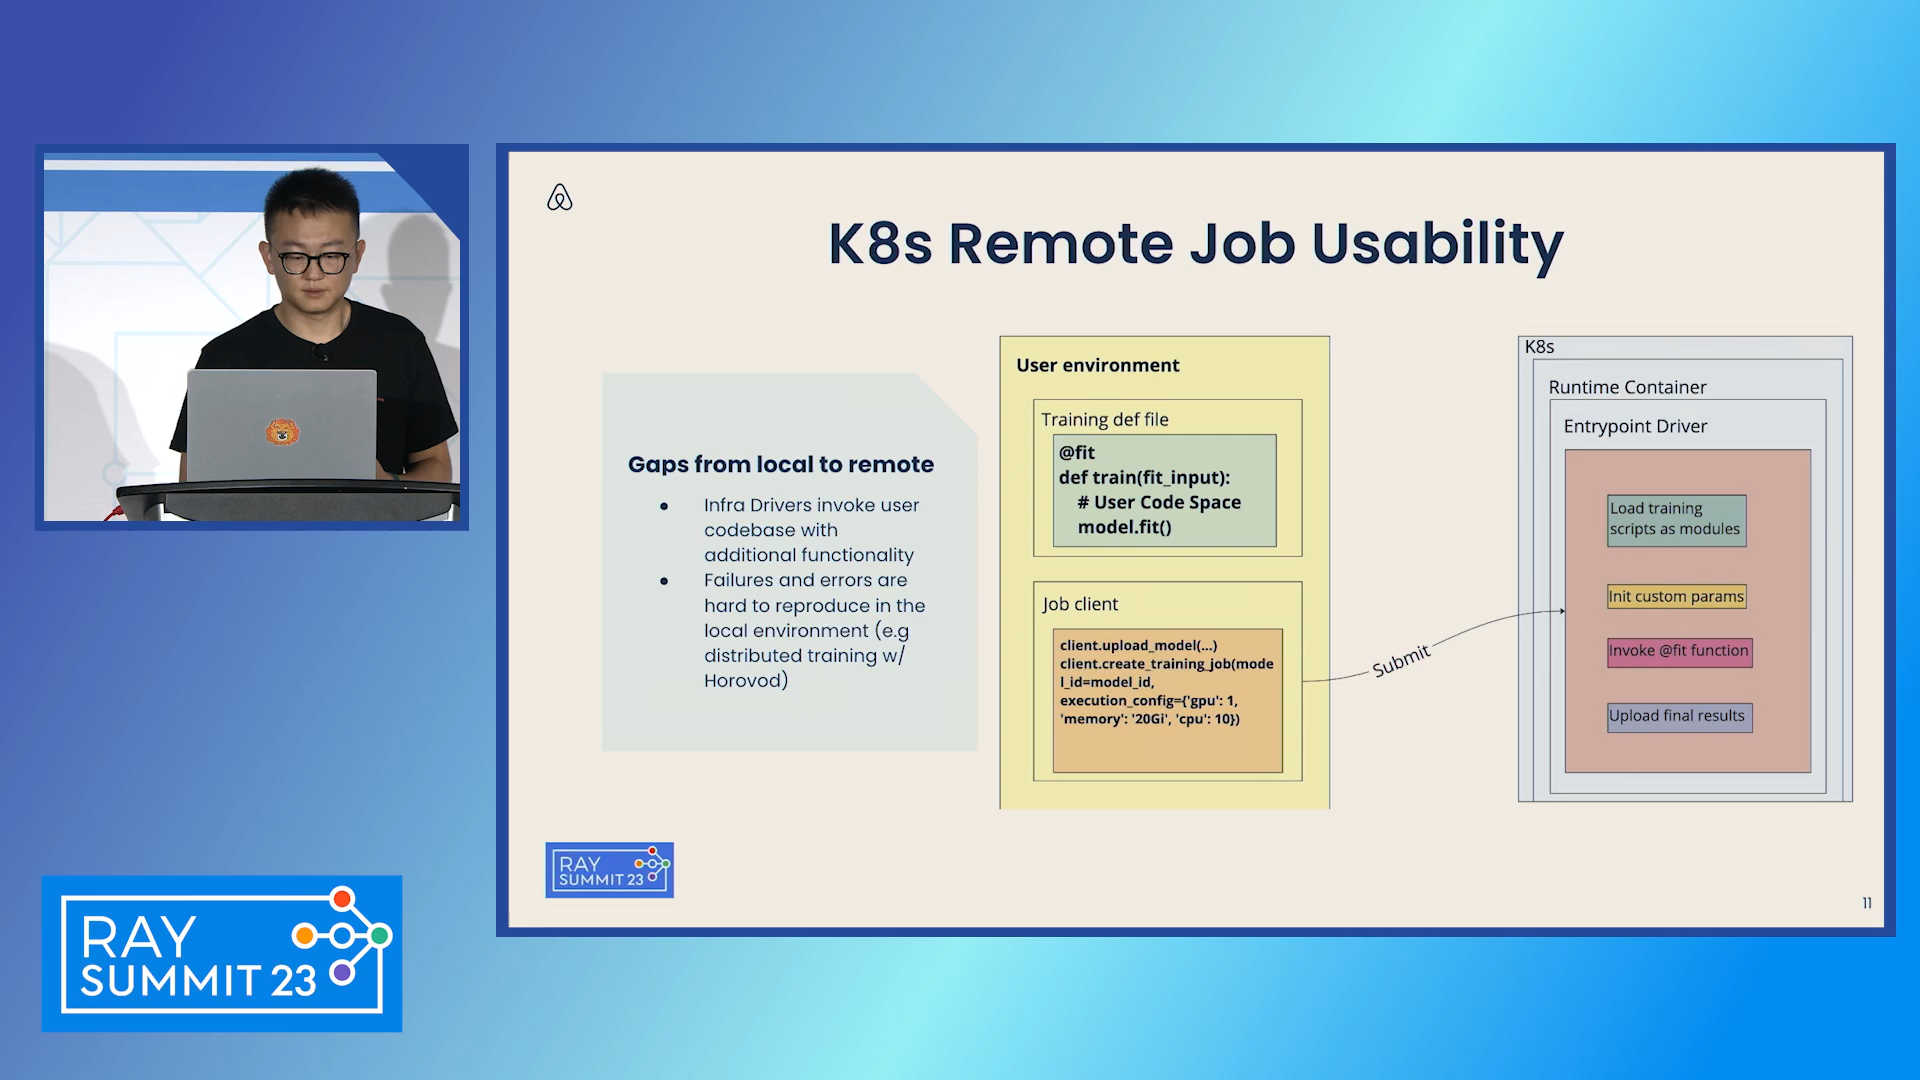 K8s Remote Job Usability
Gaps from local to remote
● Infra Drivers invoke user
codebase with
additional functionality
● Failures and errors are
hard to reproduce in the
local environment (e.g
distributed training w/
Horovod)
User environment
Training def file
@fit
def train(fit_input):
# User Code Space
model.fit()
Job client
client.upload_model(...)
client.create_training_job(mode
l_id=model_id,
execution_config={'gpu': 1,
'memory': '20Gi', 'cpu': 10})
Submit
K8s
Runtime Container
Entrypoint Driver
Load training
scripts as modules
Init custom params
Invoke @fit function
Upload final results
RAY
SUMMIT 23
11
RAY
SUMMIT 23